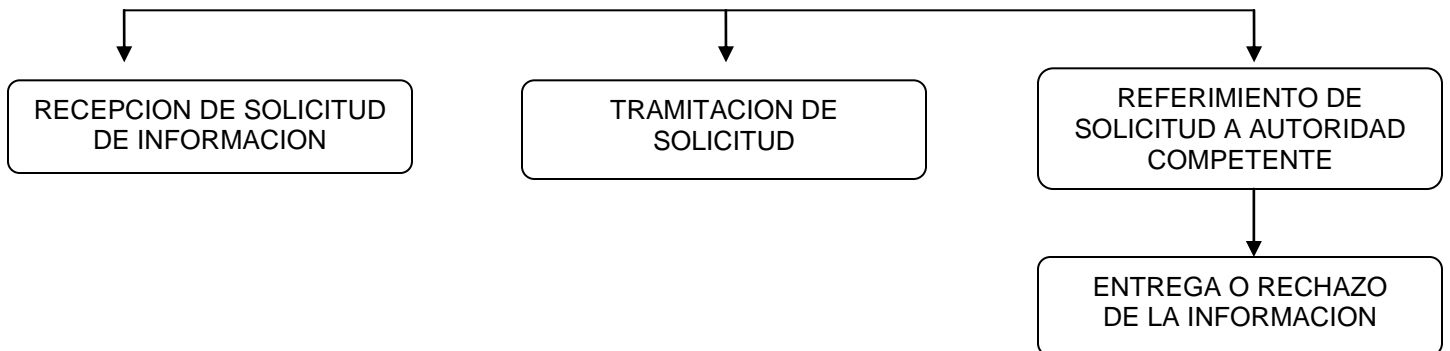 RECEPCION DE SOLICITUD
DE INFORMACION
TRAMITACION DE
SOLICITUD
REFERIMIENTO DE
SOLICITUD A AUTORIDAD
COMPETENTE
ENTREGA O RECHAZO
DE LA INFORMACION